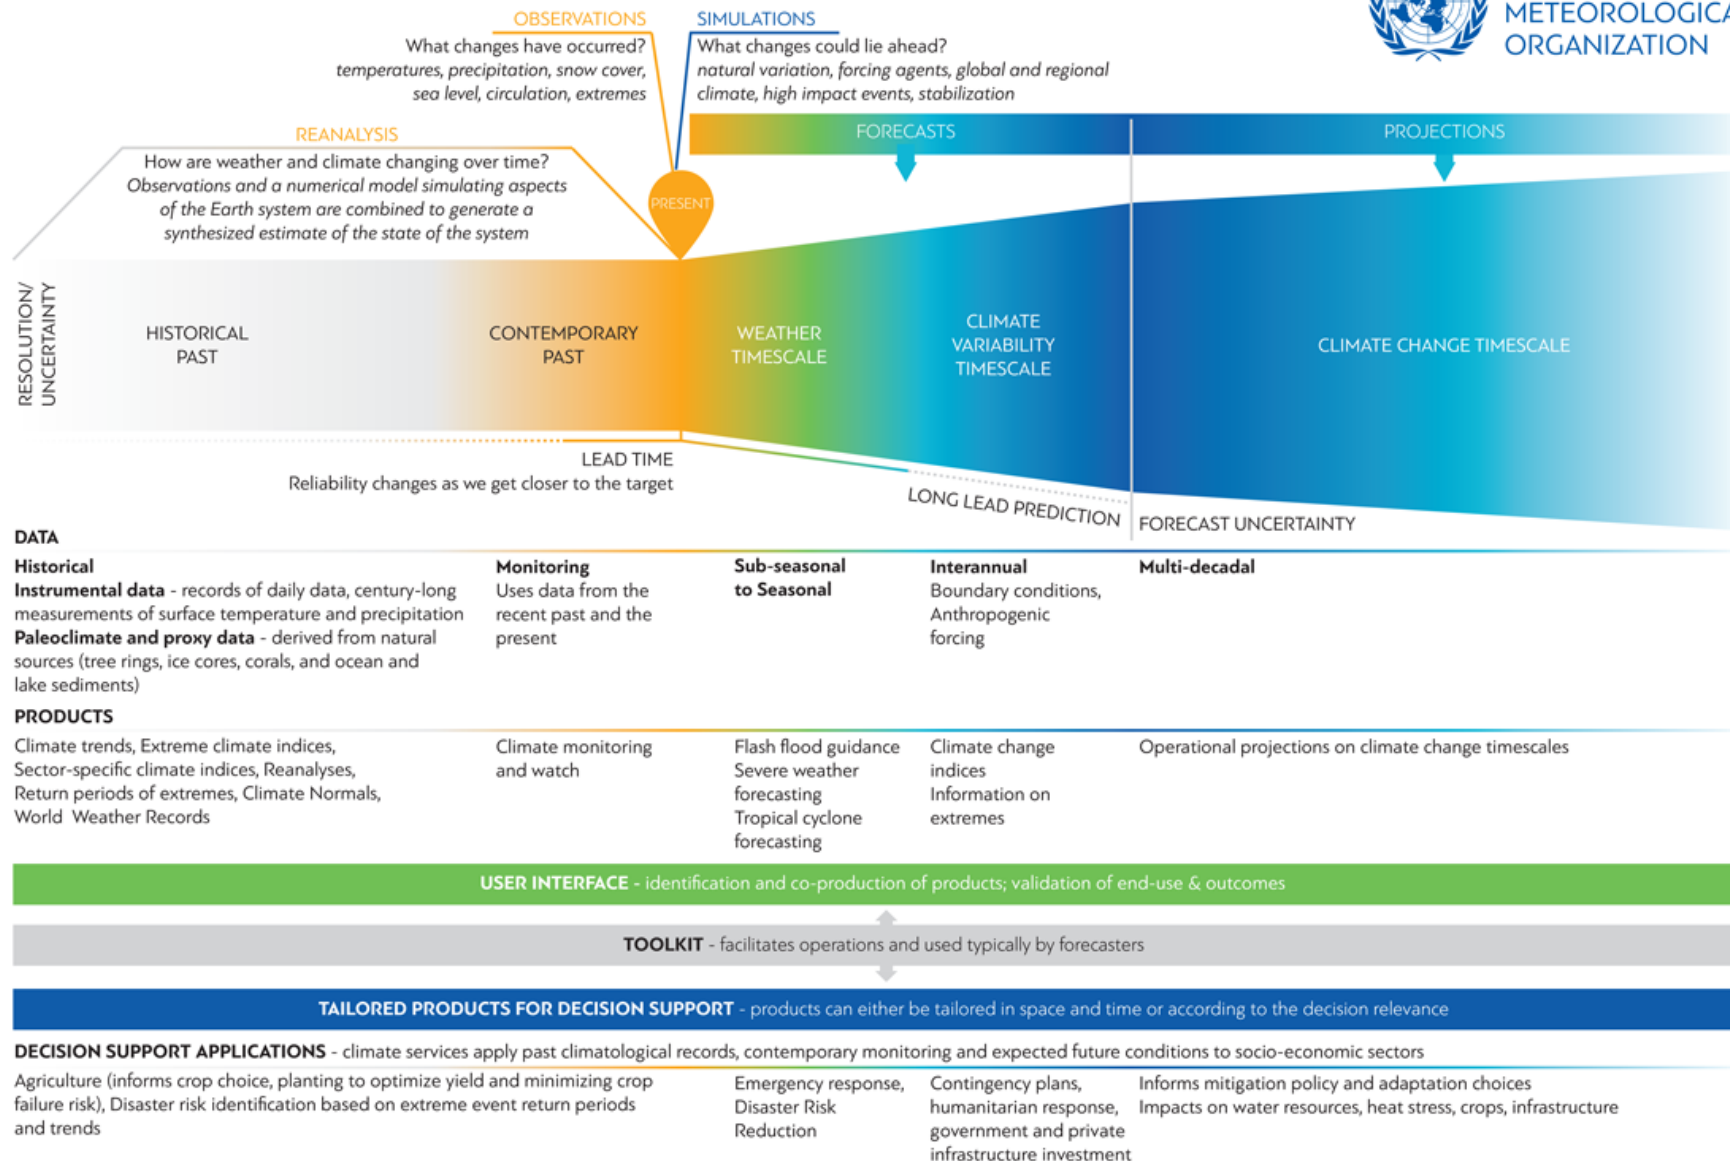 METEOROLOGICA
ORGANIZATION
OBSERVATIONS
What changes have occurred?
temperatures, precipitation, snow cover,
sea level, circulation, extremes
SIMULATIONS
What changes could lie ahead?
natural variation, forcing agents, global and regional
climate, high impact events, stabilization
REANALYSIS
How are weather and climate changing over time?
Observations and a numerical model simulating aspects
of the Earth system are combined to generate a
synthesized estimate of the state of the system
PRESENT
FORECASTS
PROJECTIONS
RESOLUTION/
UNCERTAINTY
HISTORICAL
PAST
CONTEMPORARY
PAST
WEATHER
TIMESCALE
CLIMATE
VARIABILITY
TIMESCALE
CLIMATE CHANGE TIMESCALE
LEAD TIME
Reliability changes as we get closer to the target
LONG LEAD PREDICTION
FORECAST UNCERTAINTY
DATA
Historical
Instrumental data - records of daily data, century-long
measurements of surface temperature and precipitation
Paleoclimate and proxy data - derived from natural
sources (tree rings, ice cores, corals, and ocean and
lake sediments)
Monitoring
Uses data from the
recent past and the
present
Sub-seasonal
to Seasonal
Interannual
Boundary conditions,
Anthropogenic
forcing
Multi-decadal
PRODUCTS
Climate trends, Extreme climate indices,
Sector-specific climate indices, Reanalyses,
Return periods of extremes, Climate Normals,
World Weather Records
Climate monitoring
and watch
Flash flood guidance
Severe weather
forecasting
Tropical cyclone
forecasting
Climate change
indices
Information on
extremes
Operational projections on climate change timescales
USER INTERFACE - identification and co-production of products; validation of end-use & outcomes
TOOLKIT - facilitates operations and used typically by forecasters
TAILORED PRODUCTS FOR DECISION SUPPORT - products can either be tailored in space and time or according to the decision relevance
DECISION SUPPORT APPLICATIONS - climate services apply past climatological records, contemporary monitoring and expected future conditions to socio-economic sectors
Agriculture (informs crop choice, planting to optimize yield and minimizing crop
failure risk), Disaster risk identification based on extreme event return periods
and trends
Emergency response,
Disaster Risk
Reduction
Contingency plans,
humanitarian response,
government and private
infrastructure investment
Informs mitigation policy and adaptation choices
Impacts on water resources, heat stress, crops, infrastructure